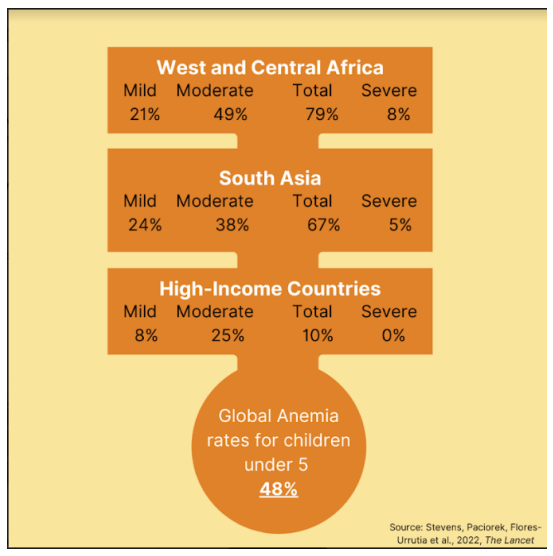 West and Central Africa
Mild Moderate Total Severe
21% 49% 79% 8%
South Asia
Mild Moderate Total Severe
24% 38% 67% 5%
High-Income Countries
Mild Moderate Total Severe
8% 25% 10% 0%
Global Anemia
rates for children
under 5
48%
Source: Stevens, Paciorek, Flores-
Urrutia et al., 2022, The Lancet